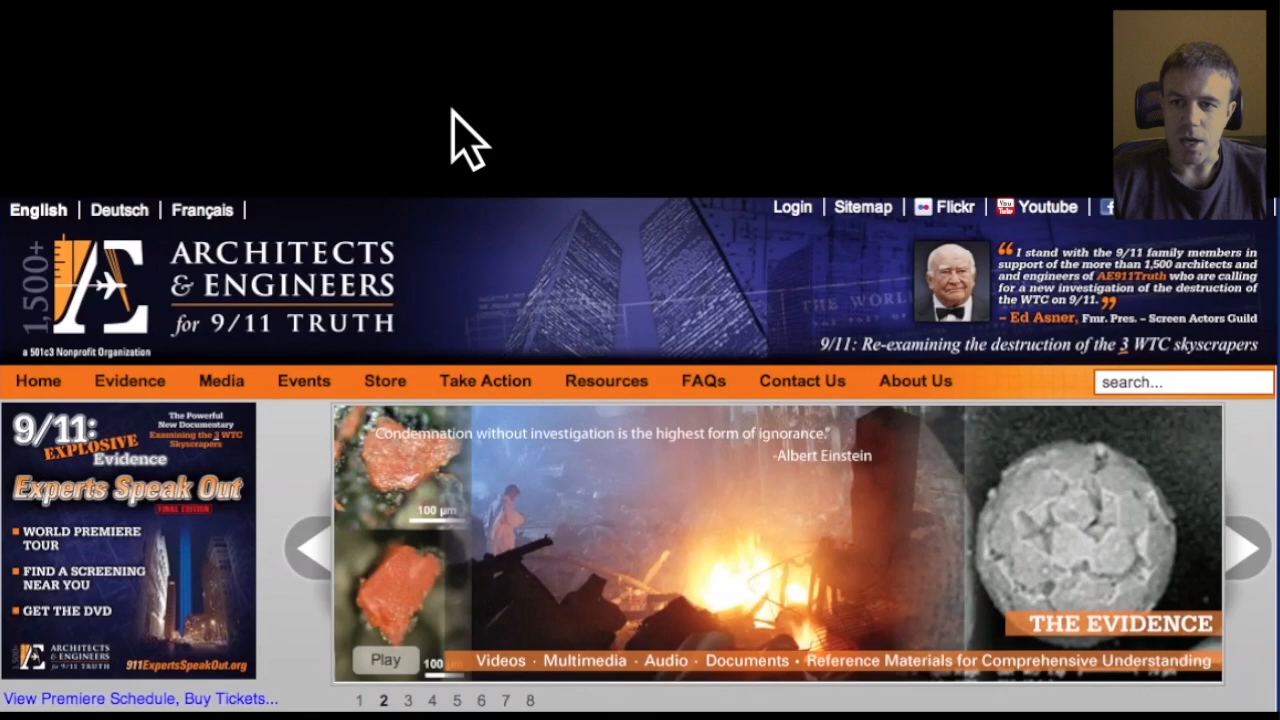 English | Deutsch | Français |
Login | Sitemap | Flickr | You Tube Youtube |
1,500+
ARCHITECTS
& ENGINEERS
for 9/11 TRUTH
a 501c3 Nonprofit Organization
THE WORL
“I stand with the 9/11 family members in
support of the more than 1,500 architects and
and engineers of AE911Truth who are calling
for a new investigation of the destruction of
the WTC on 9/11.”
– Ed Asner, Fmr. Pres. – Screen Actors Guild
9/11: Re-examining the destruction of the 3 WTC skyscrapers
Home Evidence Media Events Store Take Action Resources FAQs Contact Us About Us search...
9/11:
EXPLOSIVE
Evidence
The Powerful
New Documentary
Examining the 3 WTC
Skyscrapers
Experts Speak Out
FINAL EDITION
WORLD PREMIERE
TOUR
FIND A SCREENING
NEAR YOU
GET THE DVD
ARCHITECTS
& ENGINEERS
for 9/11 TRUTH
911ExpertsSpeakOut.org
View Premiere Schedule, Buy Tickets...
"Condemnation without investigation is the highest form of ignorance."
-Albert Einstein
100 µm
THE EVIDENCE
Play
100
Videos · Multimedia · Audio · Documents · Reference Materials for Comprehensive Understanding
1 2 3 4 5 6 7 8